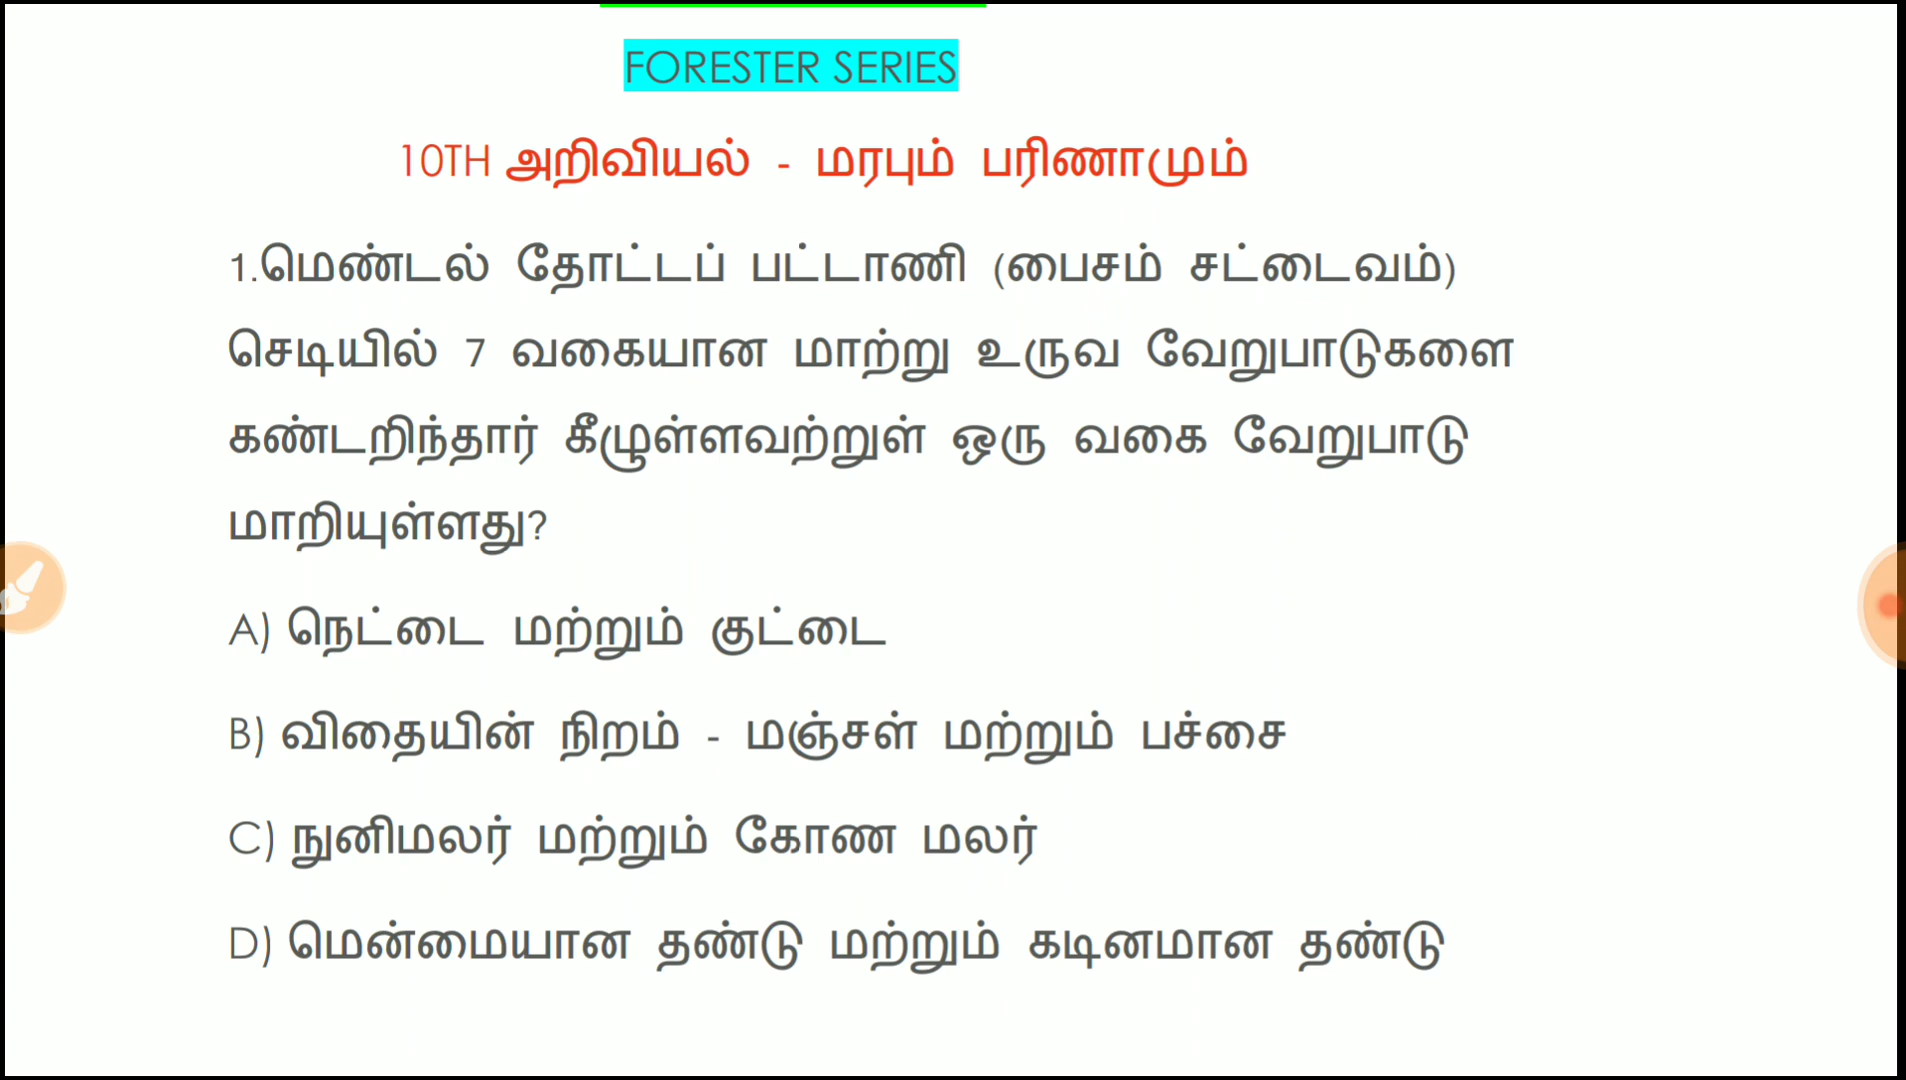 FORESTER SERIES
10TH அறிவியல் - மரபும் பரிணாமமும்
1.மெண்டல் தோட்டப் பட்டாணி (பைசம் சட்டைவம்)
செடியில் 7 வகையான மாற்று உருவ வேறுபாடுகளை
கண்டறிந்தார் கீழுள்ளவற்றுள் ஒரு வகை வேறுபாடு
மாறியுள்ளது?
A) நெட்டை மற்றும் குட்டை
B) விதையின் நிறம் - மஞ்சள் மற்றும் பச்சை
C) நுனிமலர் மற்றும் கோண மலர்
D) மென்மையான தண்டு மற்றும் கடினமான தண்டு